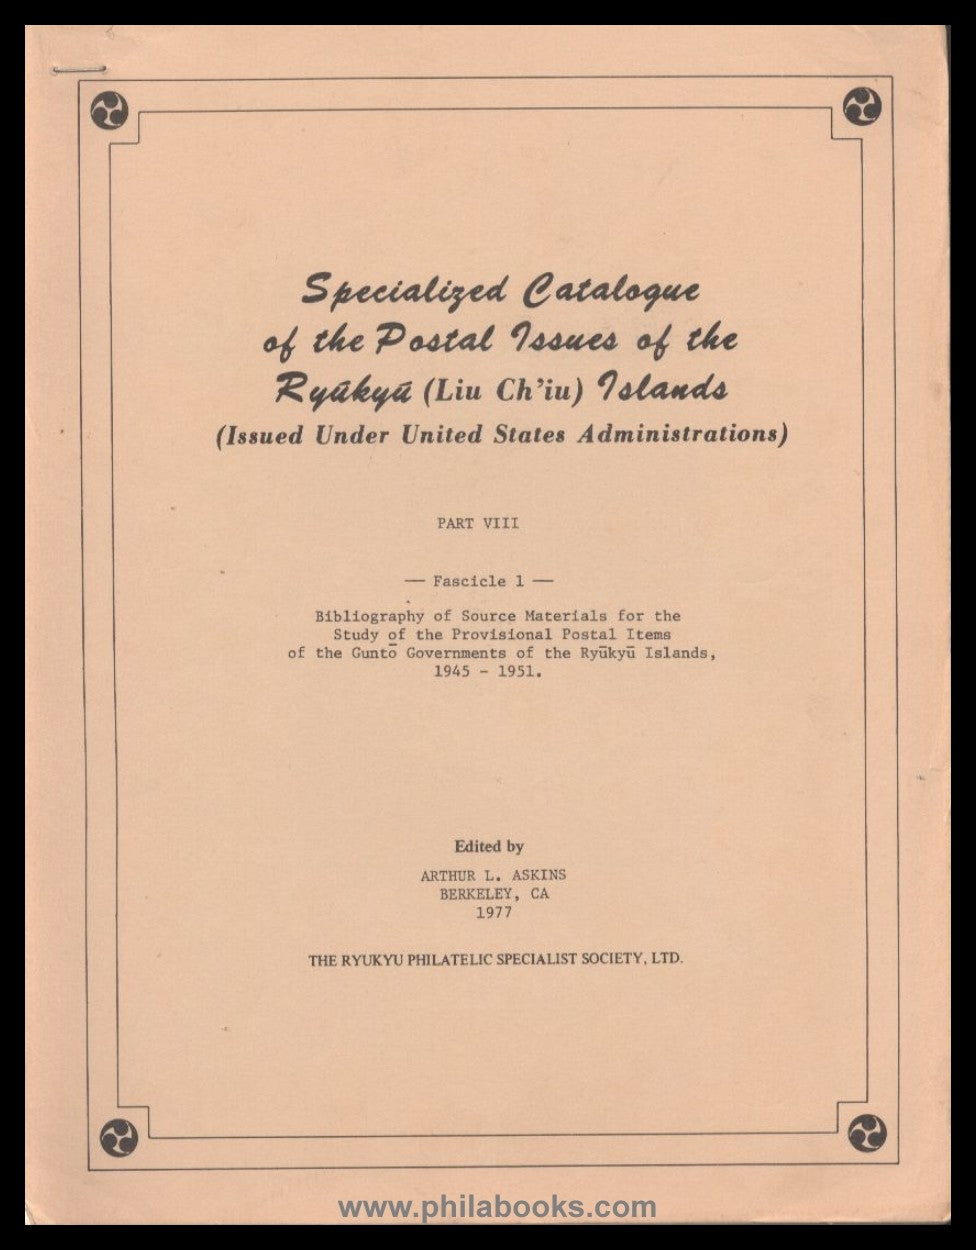 Specialized Catalogue
of the Postal Issues of the
Ryūkyū (Liu Ch'iu) Islands
(Issued Under United States Administrations)
PART VIII
— Fascicle 1 —
Bibliography of Source Materials for the
Study of the Provisional Postal Items
of the Guntō Governments of the Ryūkyū Islands,
1945 - 1951.
Edited by
ARTHUR L. ASKINS
BERKELEY, CA
1977
THE RYUKYU PHILATELIC SPECIALIST SOCIETY, LTD.
www.philabooks.com